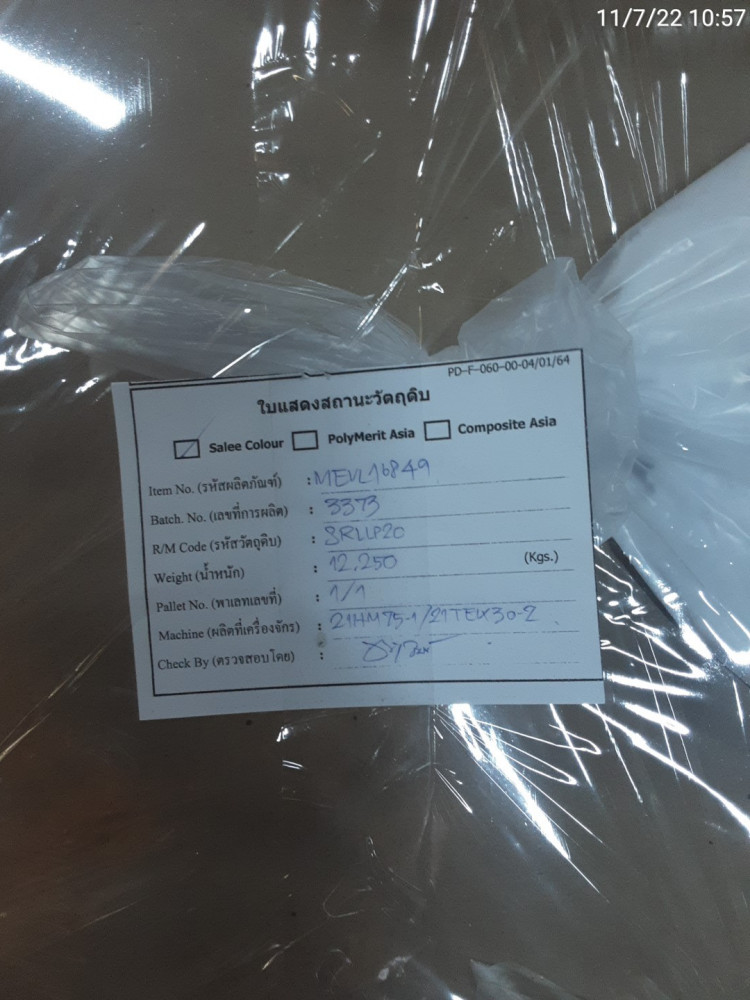 11/7/22 10:57
PD-F-060-00-04/01/64
ใบแสดงสถานะวัตถุดิบ
Salee Colour PolyMerit Asia Composite Asia
Item No. (รหัสผลิตภัณฑ์) : MEVL16849
Batch. No. (เลขที่การผลิต) : 3373
R/M Code (รหัสวัตถุดิบ) : SRLLP20
Weight (น้ำหนัก) : 12.250 (Kgs.)
Pallet No. (พาเลทเลขที่) : 1/1
Machine (ผลิตที่เครื่องจักร) : 21HM75-1/21TEX30-2
Check By (ตรวจสอบโดย) :